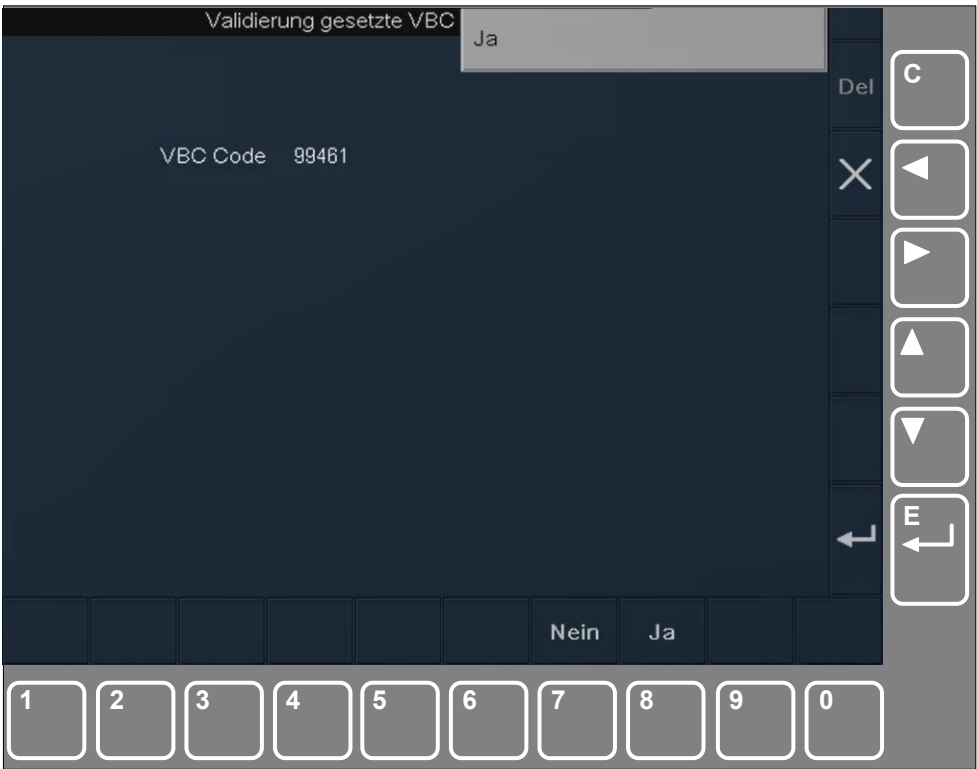 Validierung gesetzte VBC
Ja
Del
C
VBC Code 99461
E
Nein Ja
1 2 3 4 5 6 7 8 9 0